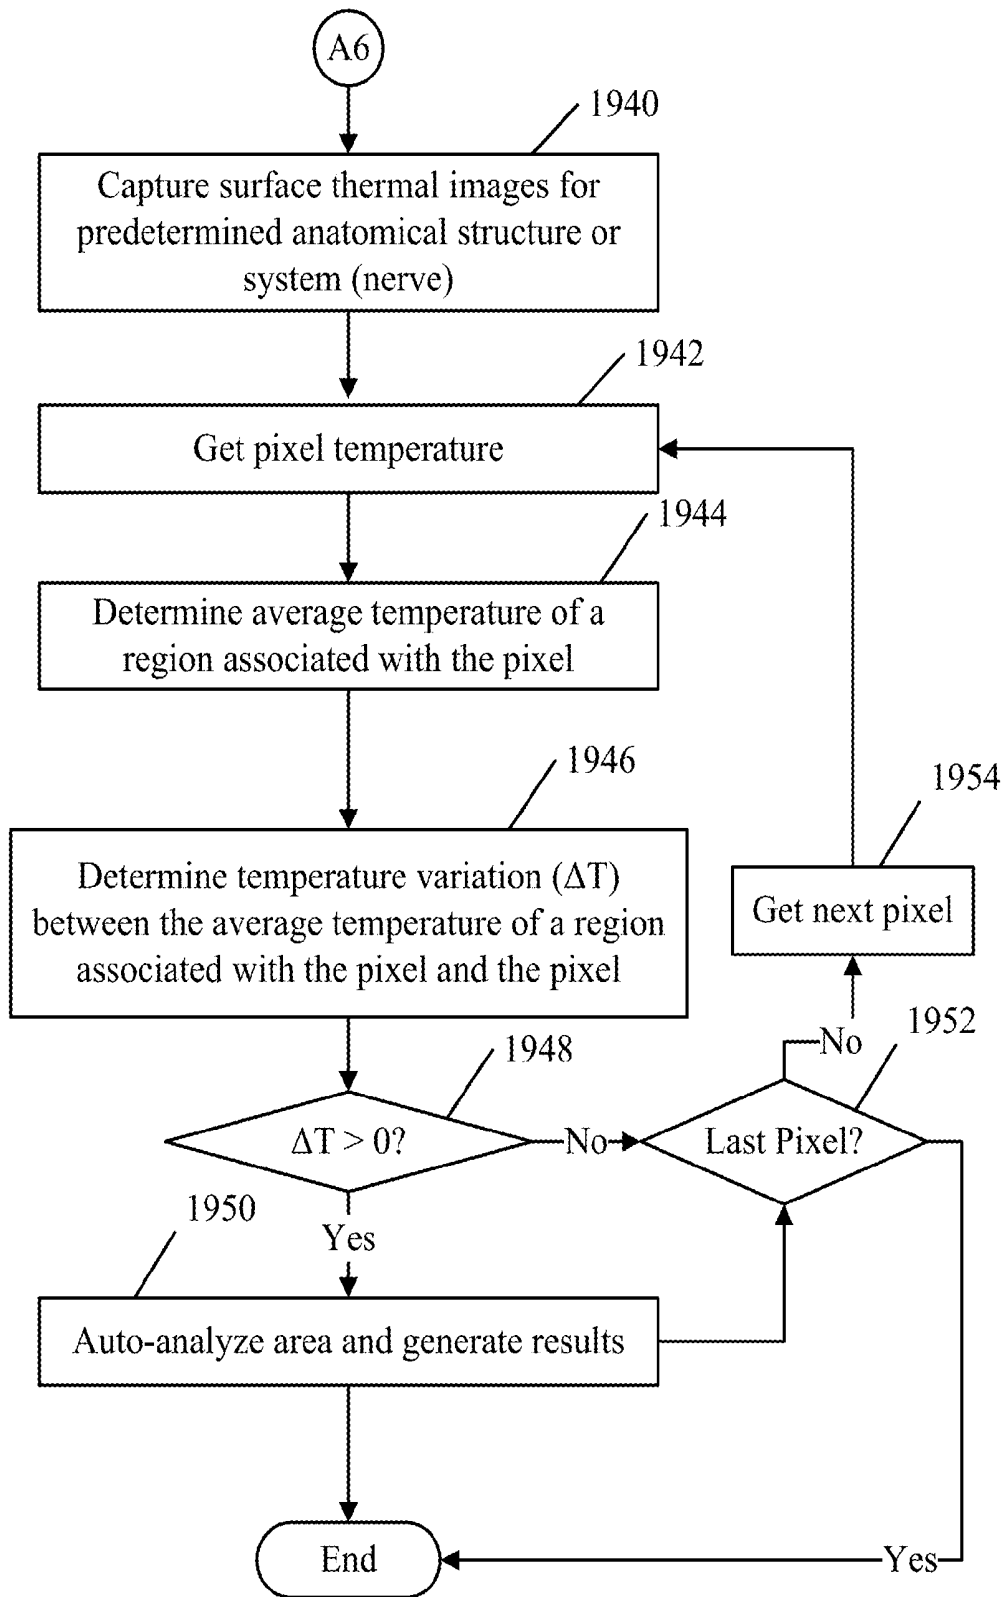 A6
1940
Capture surface thermal images for
predetermined anatomical structure or
system (nerve)
1942
Get pixel temperature
1944
Determine average temperature of a
region associated with the pixel
1946
Determine temperature variation (ΔT)
between the average temperature of a region
associated with the pixel and the pixel
1954
Get next pixel
1948
ΔT > 0?
No
1952
Last Pixel?
No
1950
Yes
Auto-analyze area and generate results
End
Yes